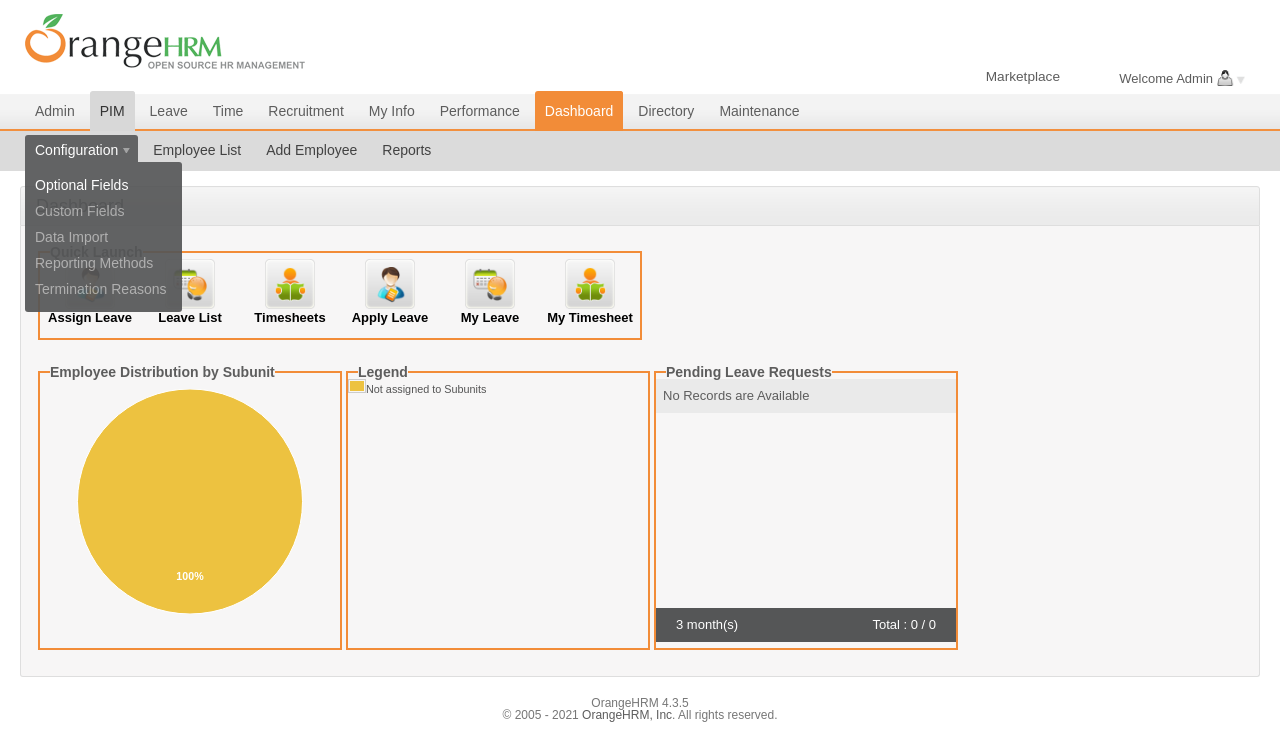 OrangeHRM
OPEN SOURCE HR MANAGEMENT
Marketplace
Welcome Admin
Admin PIM Leave Time Recruitment My Info Performance Dashboard Directory Maintenance
Configuration Employee List Add Employee Reports
Optional Fields
Custom Fields
Data Import
Reporting Methods
Termination Reasons
Dashboard
Quick Launch
Assign Leave Leave List Timesheets Apply Leave My Leave My Timesheet
Employee Distribution by Subunit
100%
Legend
Not assigned to Subunits
Pending Leave Requests
No Records are Available
3 month(s) Total : 0 / 0
OrangeHRM 4.3.5
© 2005 - 2021 OrangeHRM, Inc. All rights reserved.